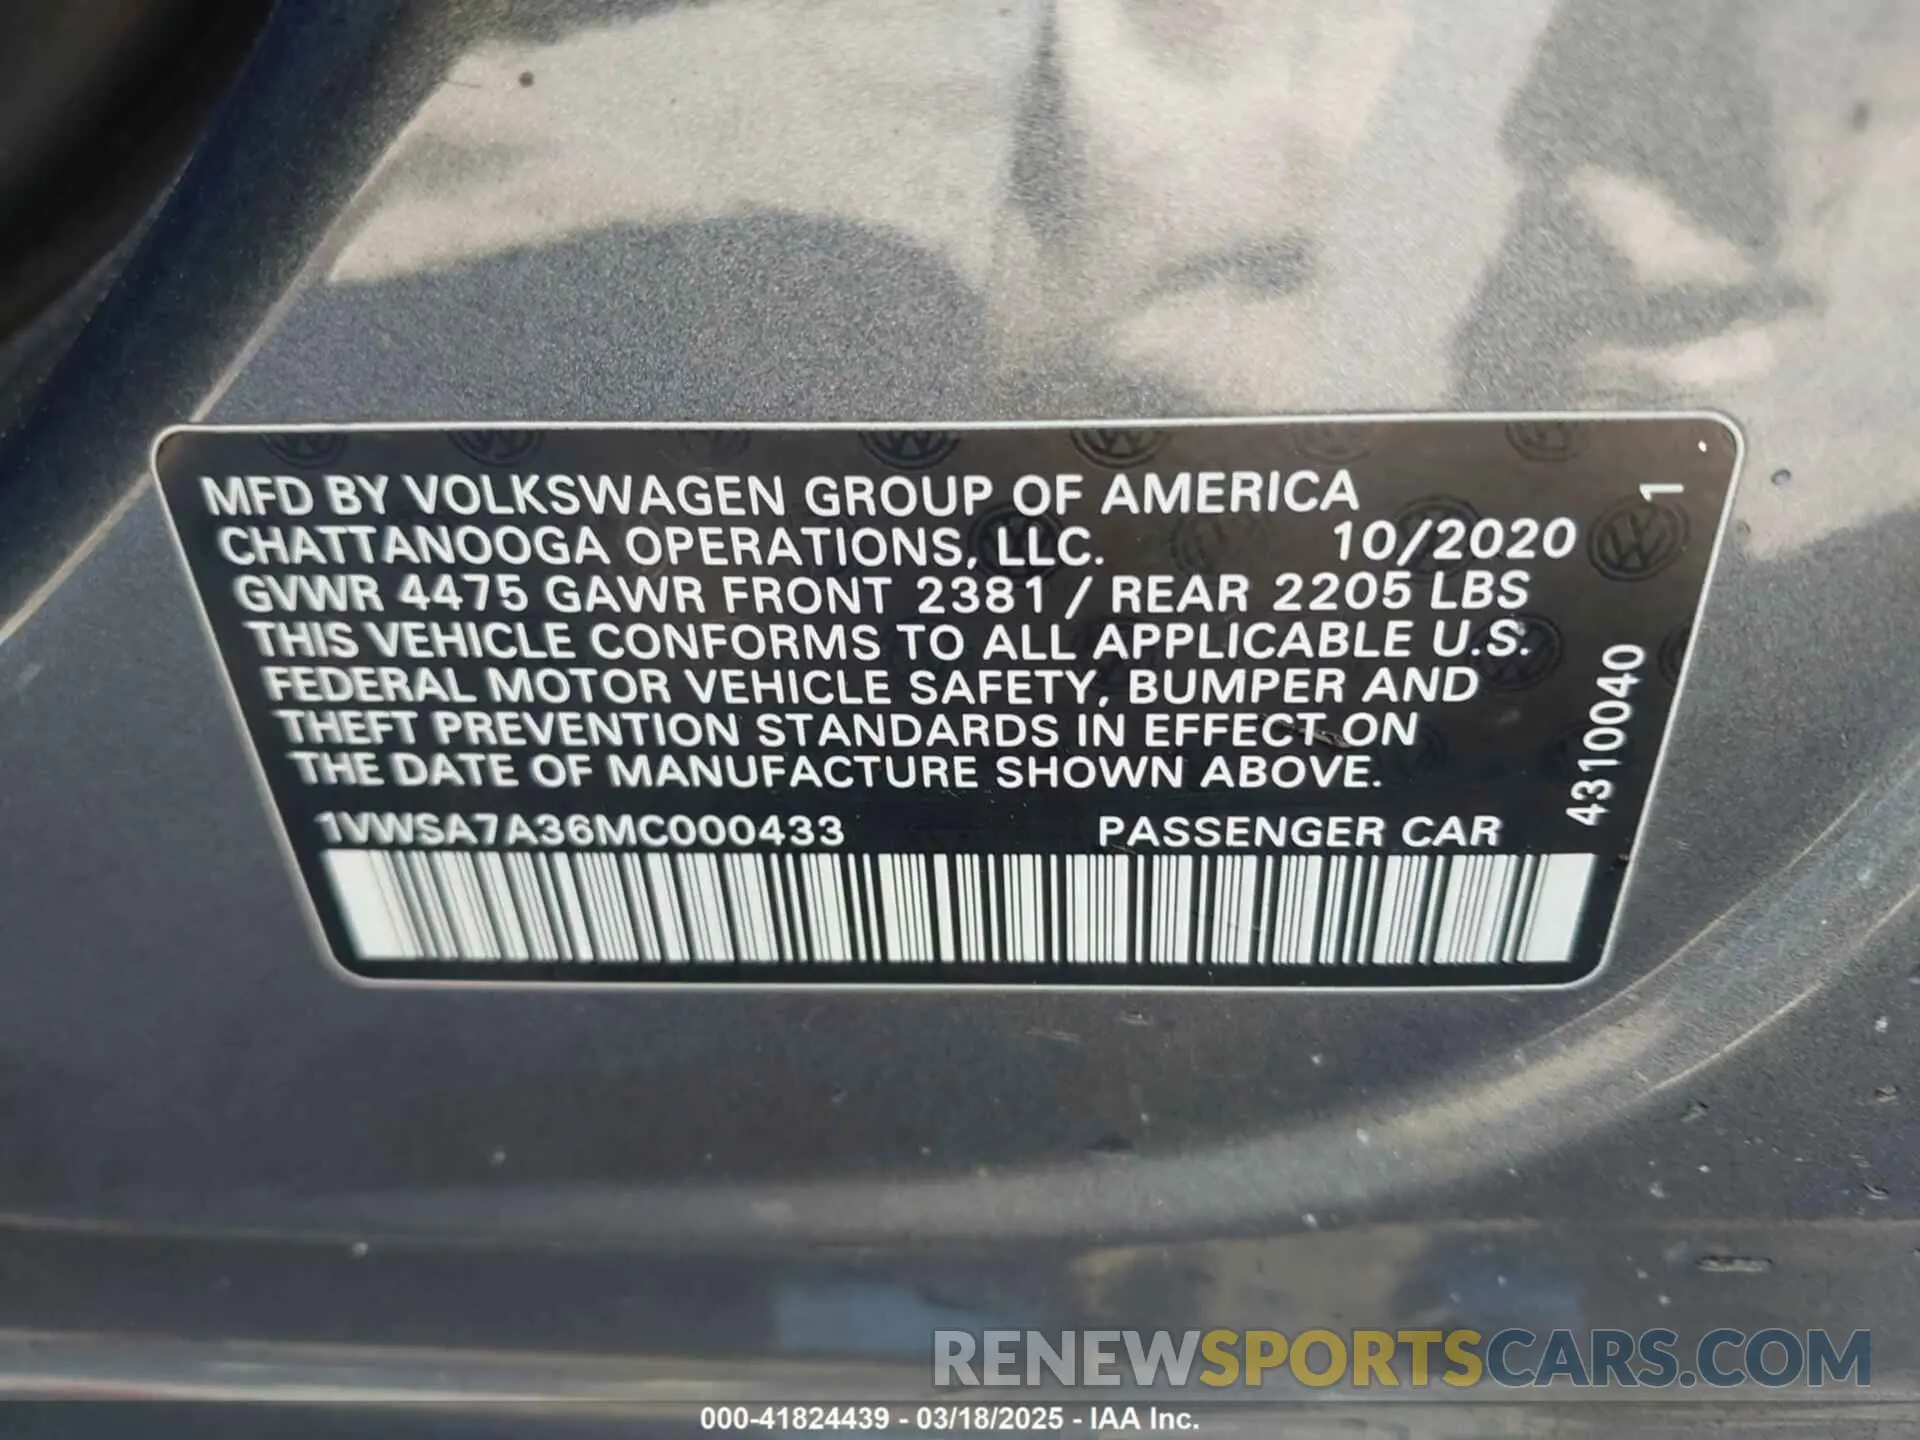 MFD BY VOLKSWAGEN GROUP OF AMERICA
CHATTANOOGA OPERATIONS, LLC. 10/2020
GVWR 4475 GAWR FRONT 2381 / REAR 2205 LBS
THIS VEHICLE CONFORMS TO ALL APPLICABLE U.S.
FEDERAL MOTOR VEHICLE SAFETY, BUMPER AND
THEFT PREVENTION STANDARDS IN EFFECT ON
THE DATE OF MANUFACTURE SHOWN ABOVE.
1VWSA7A36MC000433 PASSENGER CAR
43100040 1
RENEWSPORTSCARS.COM
000-41824439 - 03/18/2025 - IAA Inc.